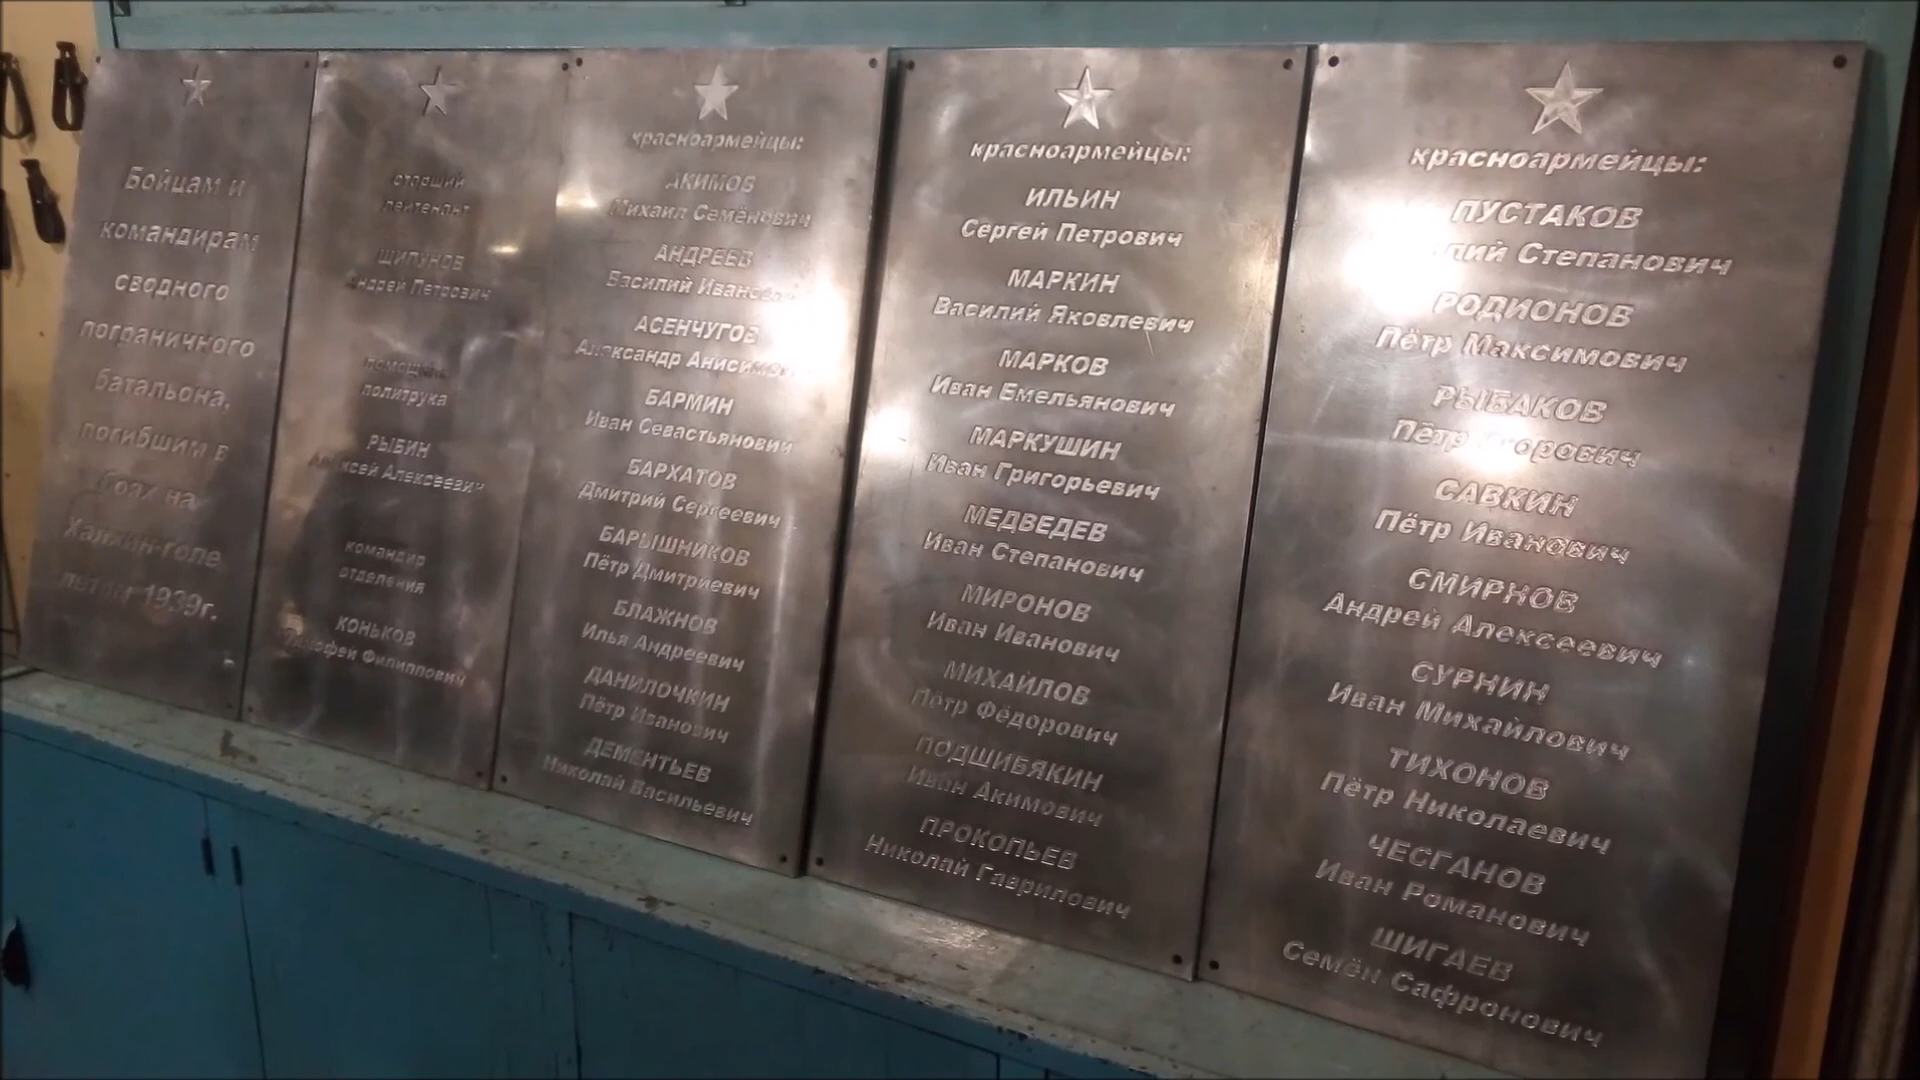 Бойцам и
командирам
сводного
пограничного
батальона,
погибшим в
боях на
Халхин-голе
летом 1939г.
старший
лейтенант
ШИПУНОВ
Андрей Петрович
помощник
политрука
РЫБИН
Алексей Алексеевич
командир
отделения
КОНЬКОВ
Филиппович
красноармейцы:
АКИМОВ
Михаил Семёнович
АНДРЕЕВ
Василий Иванович
АСЕНЧУГОВ
Александр Анисимович
БАРМИН
Иван Севастьянович
БАРХАТОВ
Дмитрий Сергеевич
БАРЫШНИКОВ
Пётр Дмитриевич
БЛАЖНОВ
Илья Андреевич
ДАНИЛОЧКИН
Пётр Иванович
ДЕМЕНТЬЕВ
Николай Васильевич
красноармейцы:
ИЛЬИН
Сергей Петрович
МАРКИН
Василий Яковлевич
МАРКОВ
Иван Емельянович
МАРКУШИН
Иван Григорьевич
МЕДВЕДЕВ
Иван Степанович
МИРОНОВ
Иван Иванович
МИХАЙЛОВ
Пётр Фёдорович
ПОДШИБЯКИН
Иван Акимович
ПРОКОПЬЕВ
Николай Гаврилович
красноармейцы:
ПУСТАКОВ
Степанович
РОДИОНОВ
Пётр Максимович
РЫБАКОВ
Пётр Егорович
САВКИН
Пётр Иванович
СМИРНОВ
Андрей Алексеевич
СУРНИН
Иван Михайлович
ТИХОНОВ
Пётр Николаевич
ЧЕСГАНОВ
Иван Романович
ШИГАЕВ
Семён Сафронович